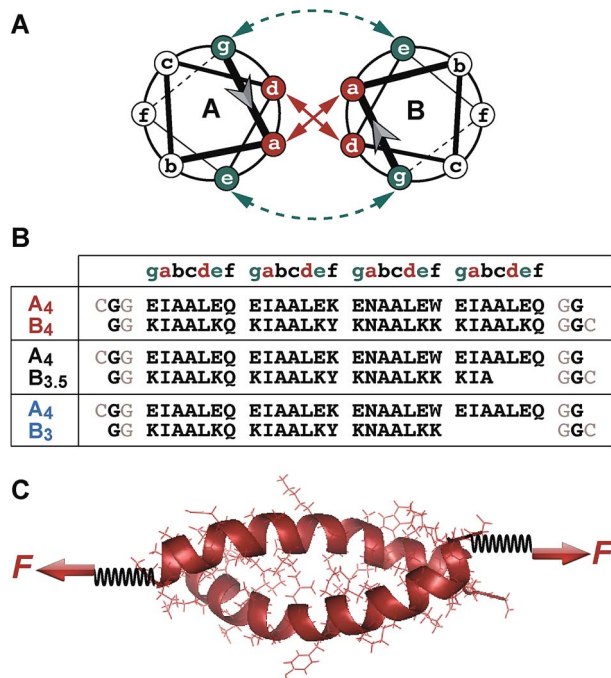 A
g e
c d a b
f A B f
b a d c
e g
B
gabcdef gabcdef gabcdef gabcdef
A4 CGG EIAALEQ EIAALEK ENAALEW EIAALEQ GG
B4 GG KIAALKQ KIAALKY KNAALKK KIAALKQ GGC
A4 CGG EIAALEQ EIAALEK ENAALEW EIAALEQ GG
B3.5 GG KIAALKQ KIAALKY KNAALKK KIA GGC
A4 CGG EIAALEQ EIAALEK ENAALEW EIAALEQ GG
B3 GG KIAALKQ KIAALKY KNAALKK GGC
C
F F